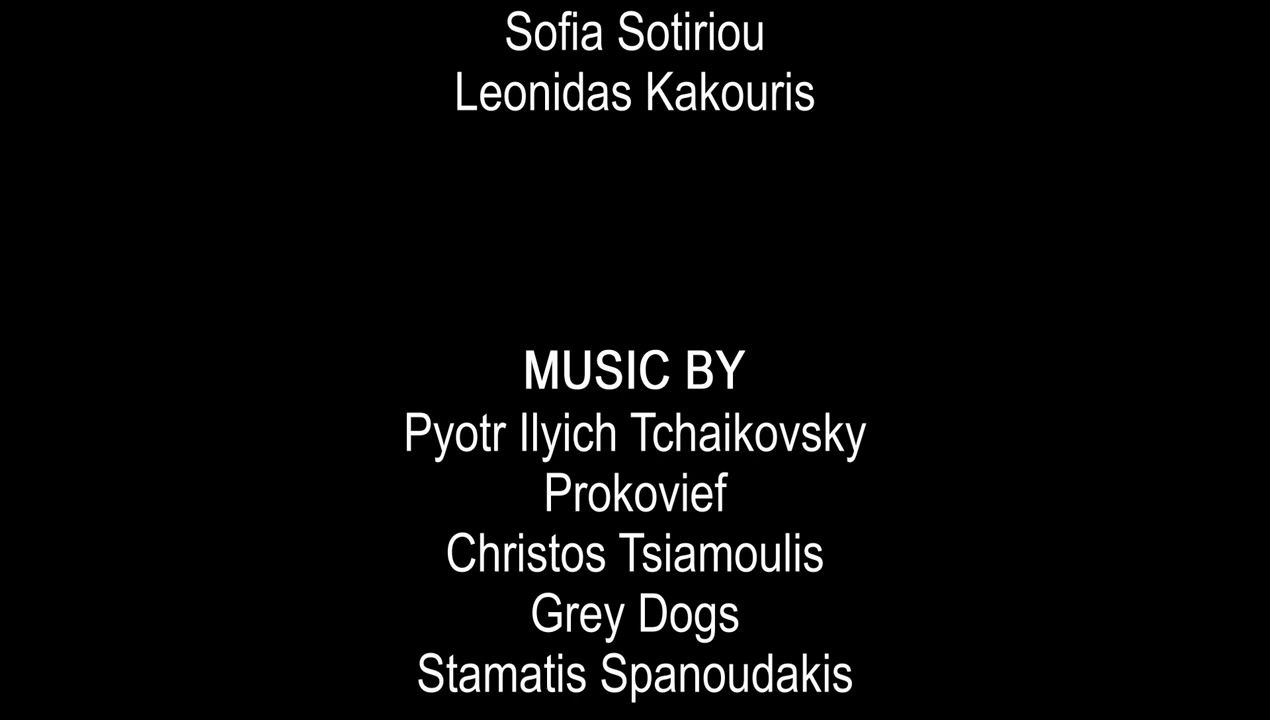 Sofia Sotiriou
Leonidas Kakouris
MUSIC BY
Pyotr Ilyich Tchaikovsky
Prokovief
Christos Tsiamoulis
Grey Dogs
Stamatis Spanoudakis